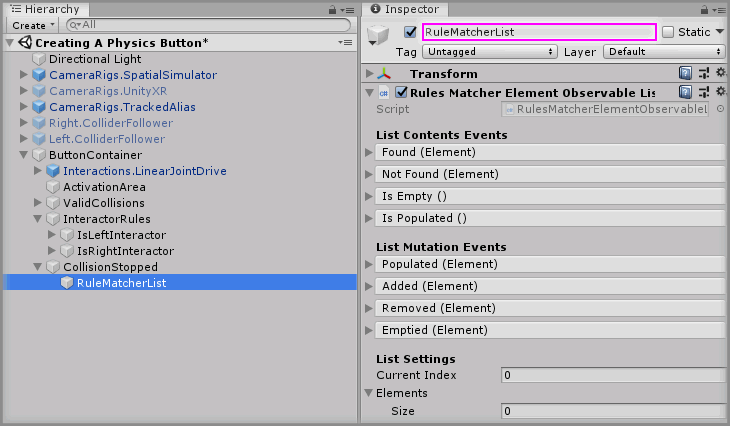 Hierarchy
Create
All
Creating A Physics Button*
Directional Light
CameraRigs.SpatialSimulator
CameraRigs.UnityXR
CameraRigs.TrackedAlias
Right.ColliderFollower
Left.ColliderFollower
ButtonContainer
Interactions.LinearJointDrive
ActivationArea
ValidCollisions
InteractorRules
IsLeftInteractor
IsRightInteractor
CollisionStopped
RuleMatcherList
Inspector
RuleMatcherList
Static
Tag Untagged Layer Default
Transform
Rules Matcher Element Observable Lis
Script RulesMatcherElementObservableL
List Contents Events
Found (Element)
Not Found (Element)
Is Empty ()
Is Populated ()
List Mutation Events
Populated (Element)
Added (Element)
Removed (Element)
Emptied (Element)
List Settings
Current Index 0
Elements
Size 0